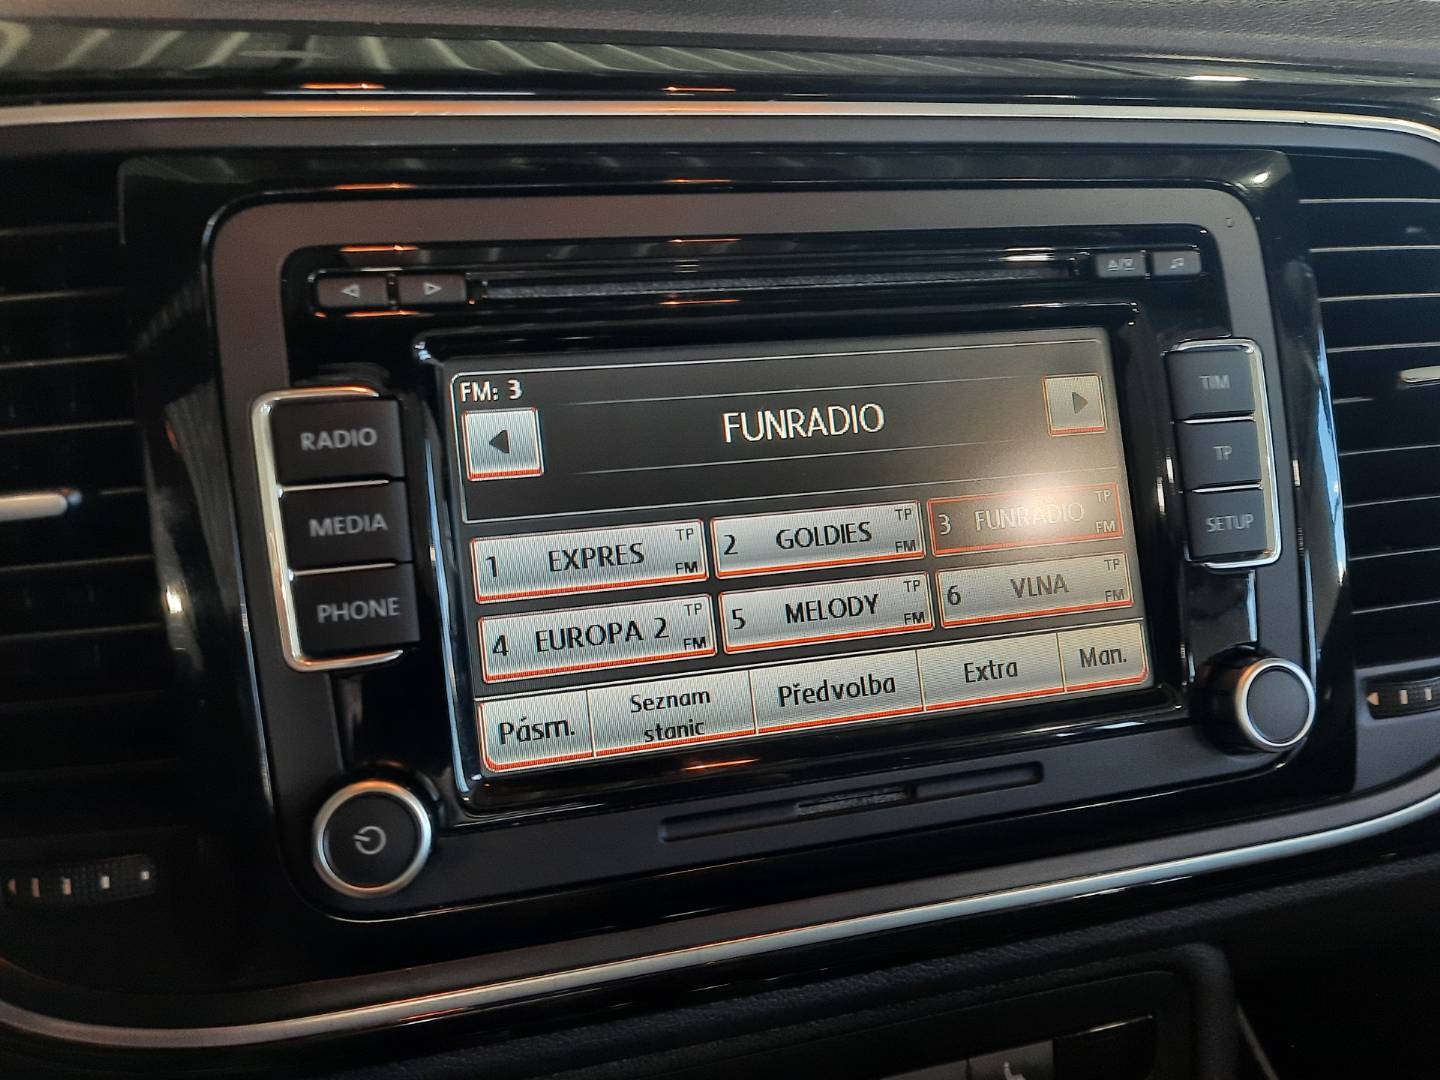 RADIO
MEDIA
PHONE
FM: 3
FUNRADIO
1 EXPRES TP FM
2 GOLDIES TP FM
3 FUNRADIO TP FM
4 EUROPA 2 TP FM
5 MELODY TP FM
6 VLNA TP FM
Pásm.
Seznam
stanic
Předvolba
Extra
Man.
TIM
TP
SETUP